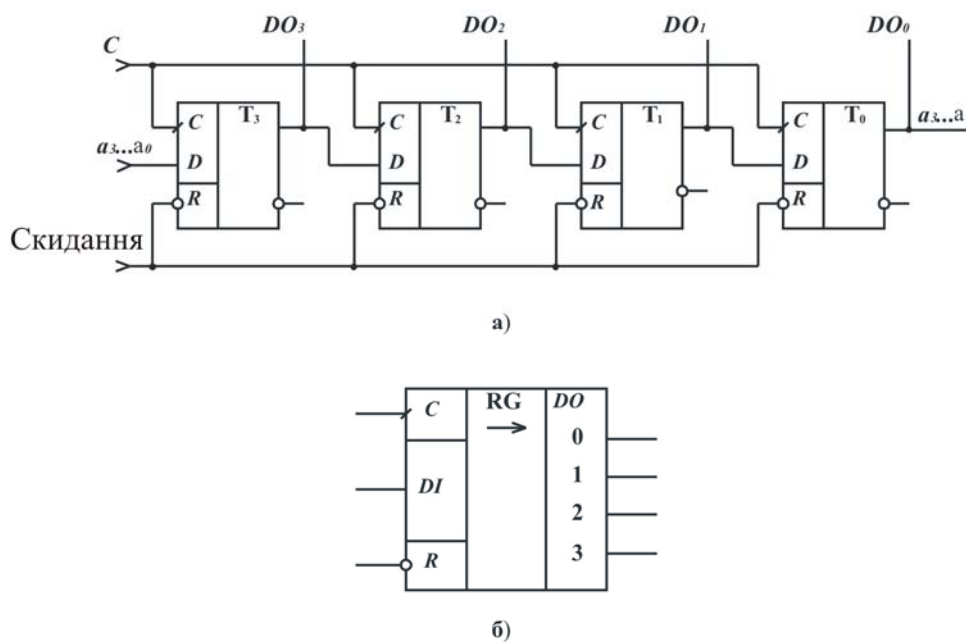 C
DO₃
DO₂
DO₁
DO₀
C T₃
C T₂
C T₁
C T₀
a₃...a₀
D
D
D
D
a₃...a
R
R
R
R
Скидання
а)
C
RG
DO
0
1
DI
2
3
R
б)